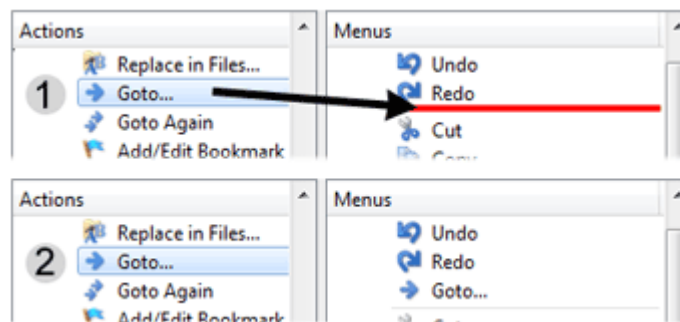 Actions
Replace in Files...
1
Goto...
Goto Again
Add/Edit Bookmark
Menus
Undo
Redo
Cut
Copy
Actions
Replace in Files...
2
Goto...
Goto Again
Add/Edit Bookmark
Menus
Undo
Redo
Goto...